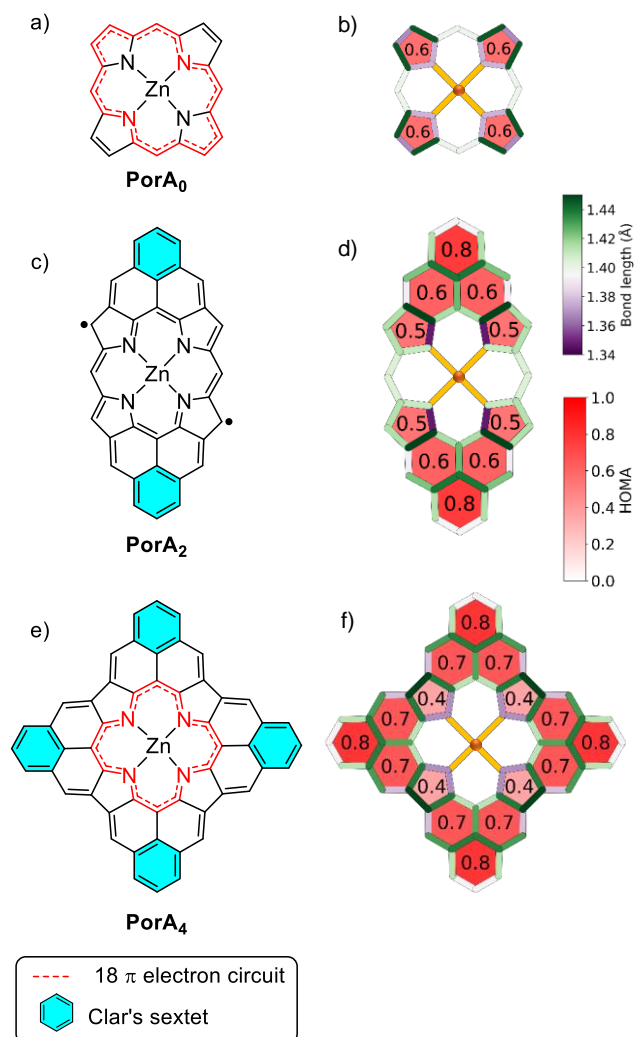 a)
N
N
Zn
N
N
PorA0
b)
0.6
0.6
0.6
0.6
c)
N
N
Zn
N
N
PorA2
d)
0.8
0.6
0.6
0.5
0.5
0.5
0.5
0.6
0.6
0.8
1.44
1.42
1.40
1.38
1.36
1.34
Bond length (Å)
1.0
0.8
0.6
0.4
0.2
0.0
HOMA
e)
N
N
Zn
N
N
PorA4
f)
0.8
0.7
0.7
0.4
0.4
0.7
0.7
0.8
0.8
0.7
0.7
0.4
0.4
0.7
0.7
0.8
18 π electron circuit
Clar's sextet